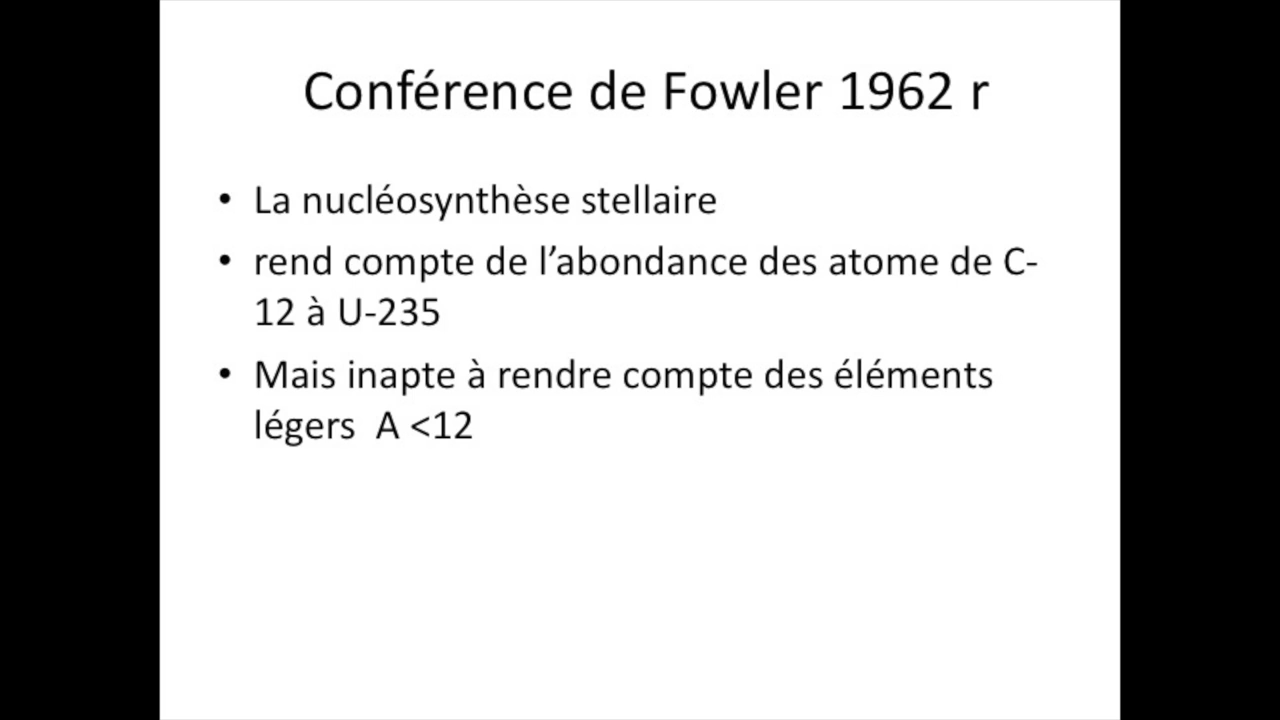 Conférence de Fowler 1962 r
• La nucléosynthèse stellaire
• rend compte de l’abondance des atome de C-
12 à U-235
• Mais inapte à rendre compte des éléments
légers  A <12